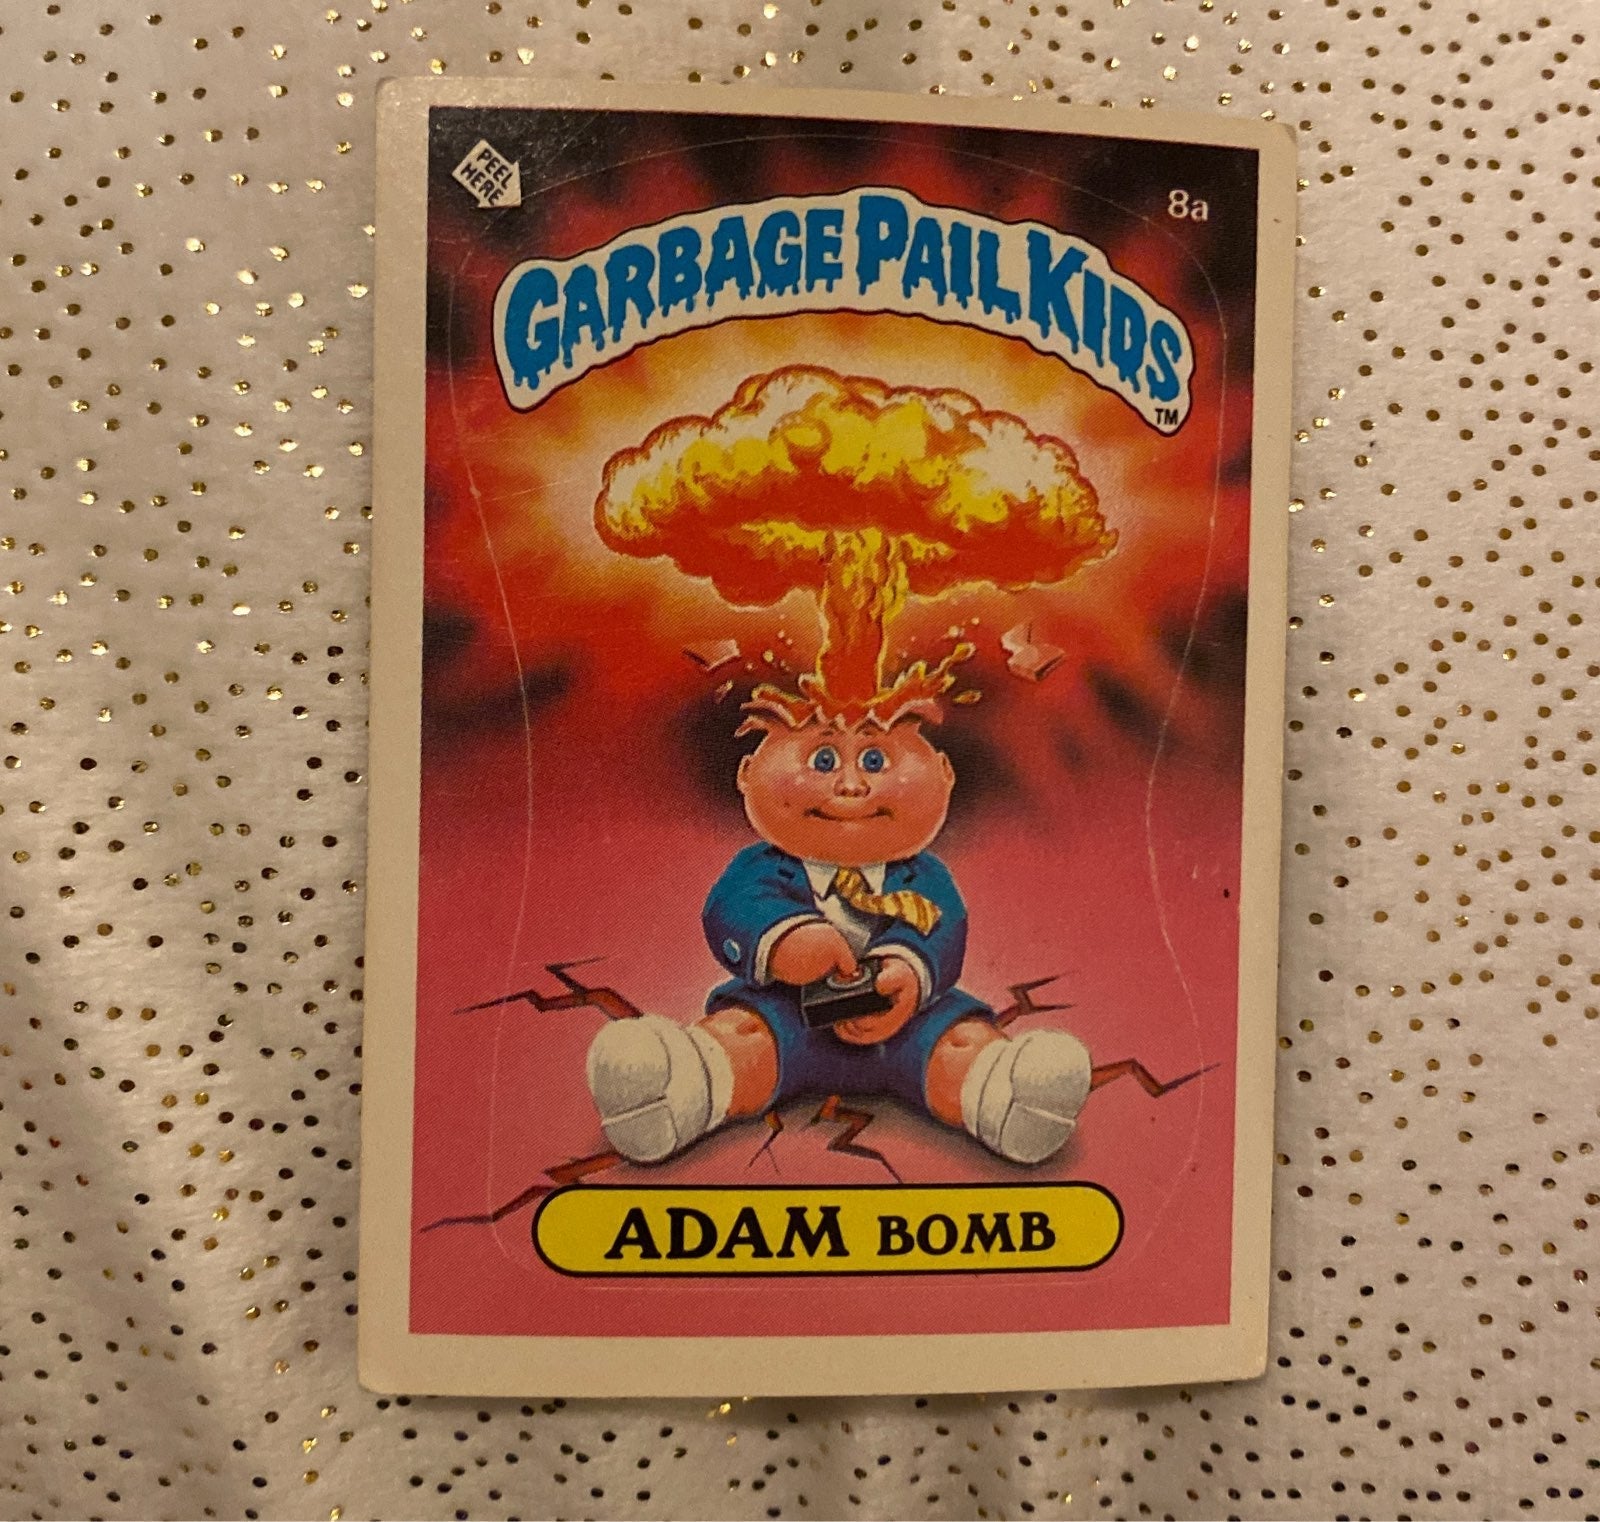 PEEL
HERE
8a
GARBAGE PAIL KIDS
TM
ADAM BOMB